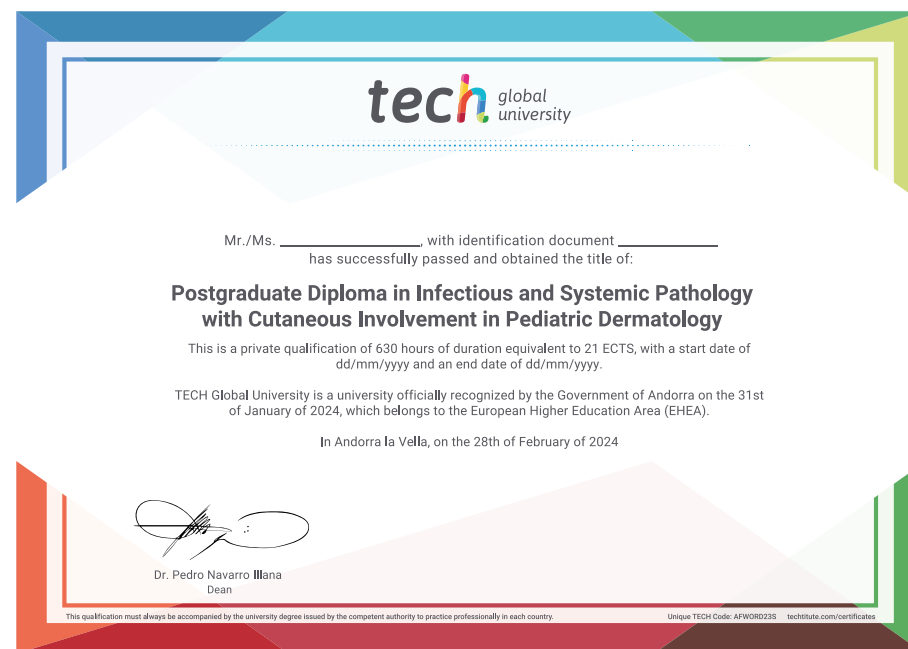 tech global university
Mr./Ms. ____________________, with identification document ______________
has successfully passed and obtained the title of:
Postgraduate Diploma in Infectious and Systemic Pathology
with Cutaneous Involvement in Pediatric Dermatology
This is a private qualification of 630 hours of duration equivalent to 21 ECTS, with a start date of
dd/mm/yyyy and an end date of dd/mm/yyyy.
TECH Global University is a university officially recognized by the Government of Andorra on the 31st
of January of 2024, which belongs to the European Higher Education Area (EHEA).
In Andorra la Vella, on the 28th of February of 2024
Dr. Pedro Navarro Illana
Dean
This qualification must always be accompanied by the university degree issued by the competent authority to practice professionally in each country.
Unique TECH Code: AFWORD23S techtitute.com/certificates